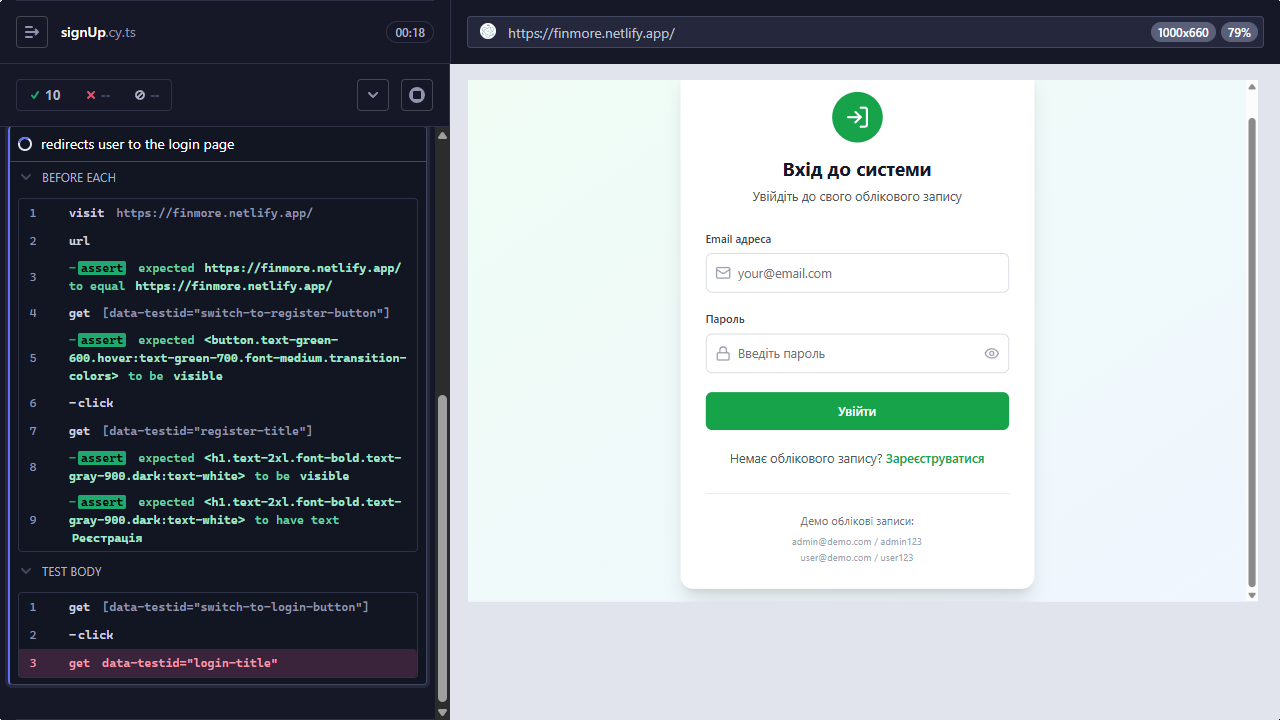 signUp.cy.ts
00:18
10
--
--
redirects user to the login page
BEFORE EACH
1 visit https://finmore.netlify.app/
2 url
3 -assert expected https://finmore.netlify.app/
to equal https://finmore.netlify.app/
4 get [data-testid="switch-to-register-button"]
5 -assert expected <button.text-green-
600.hover:text-green-700.font-medium.transition-
colors> to be visible
6 -click
7 get [data-testid="register-title"]
8 -assert expected <h1.text-2xl.font-bold.text-
gray-900.dark:text-white> to be visible
9 -assert expected <h1.text-2xl.font-bold.text-
gray-900.dark:text-white> to have text
Реєстрація
TEST BODY
1 get [data-testid="switch-to-login-button"]
2 -click
3 get data-testid="login-title"
https://finmore.netlify.app/
1000x660
79%
Вхід до системи
Увійдіть до свого облікового запису
Email адреса
your@email.com
Пароль
Введіть пароль
Увійти
Немає облікового запису? Зареєструватися
Демо облікові записи:
admin@demo.com / admin123
user@demo.com / user123